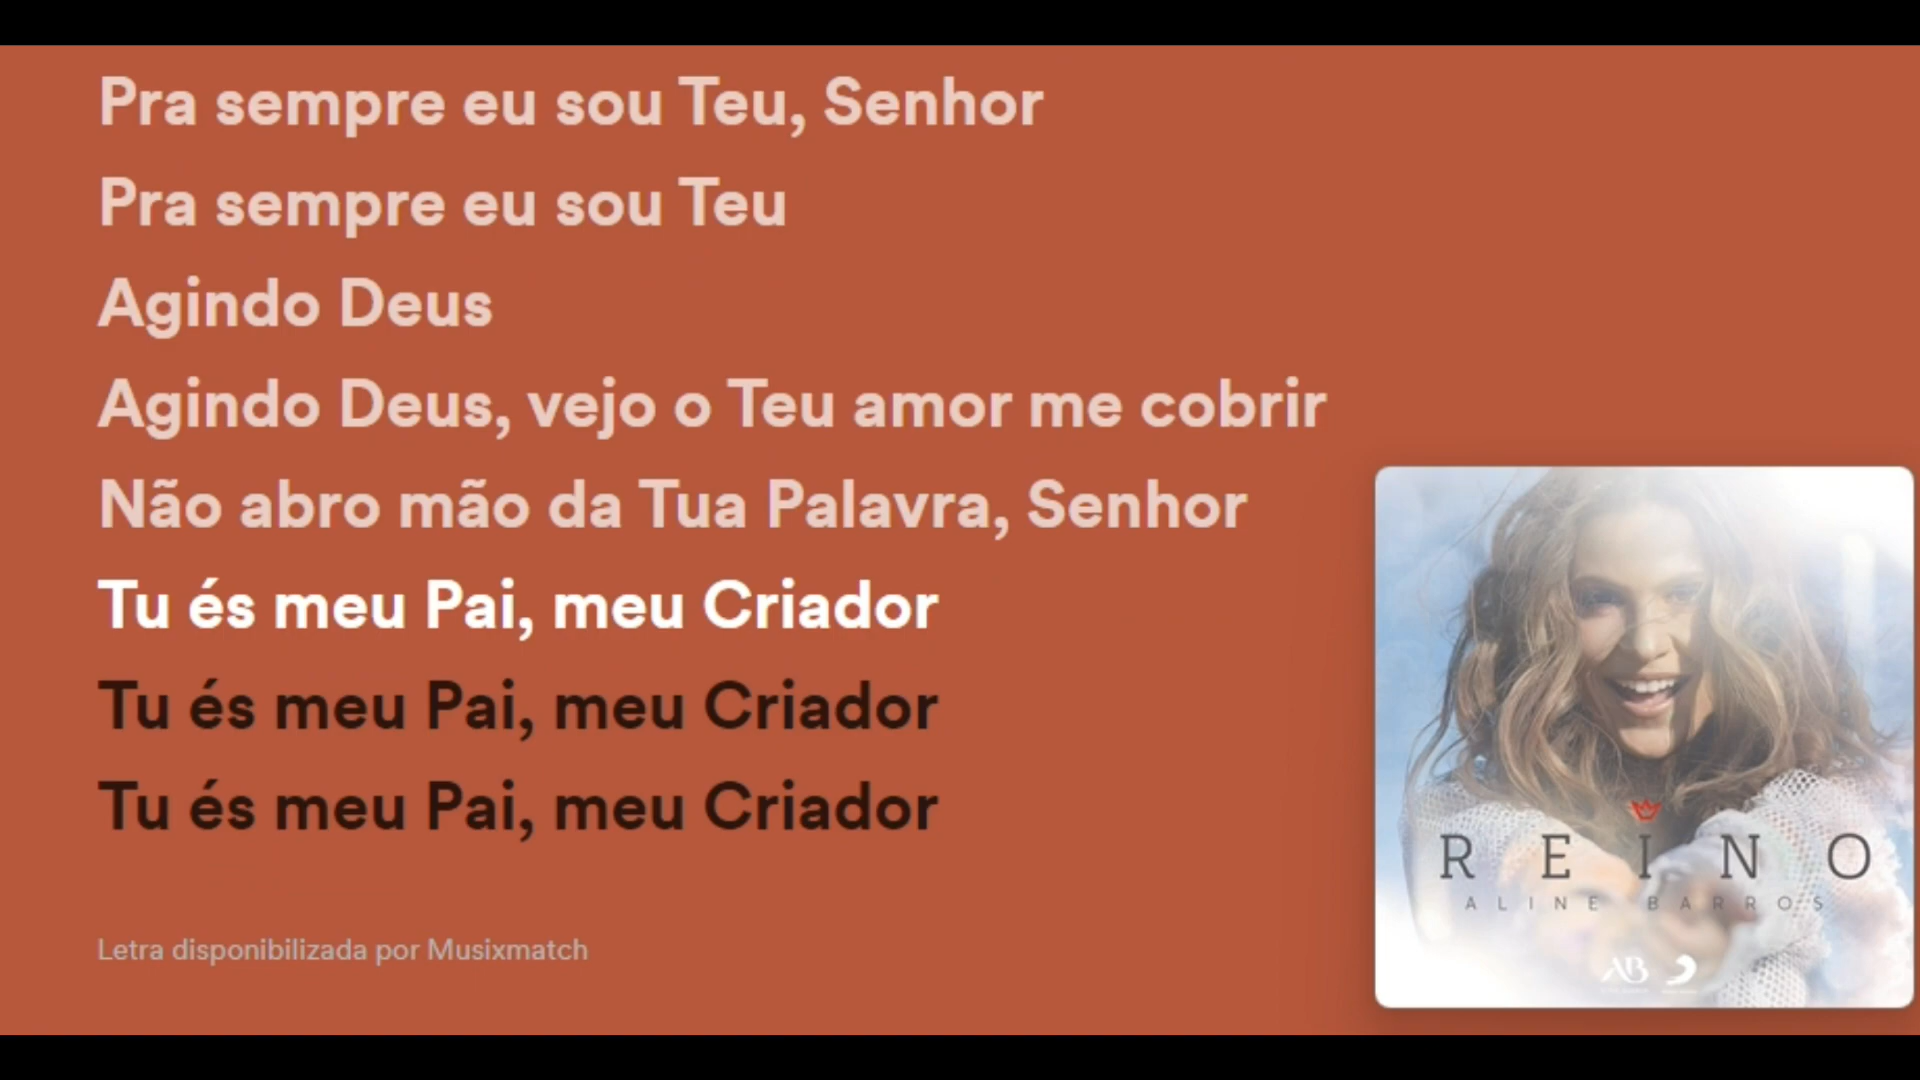 Pra sempre eu sou Teu, Senhor
Pra sempre eu sou Teu
Agindo Deus
Agindo Deus, vejo o Teu amor me cobrir
Não abro mão da Tua Palavra, Senhor
Tu és meu Pai, meu Criador
Tu és meu Pai, meu Criador
Tu és meu Pai, meu Criador
Letra disponibilizada por Musixmatch
REINO
ALINE BARROS
AB